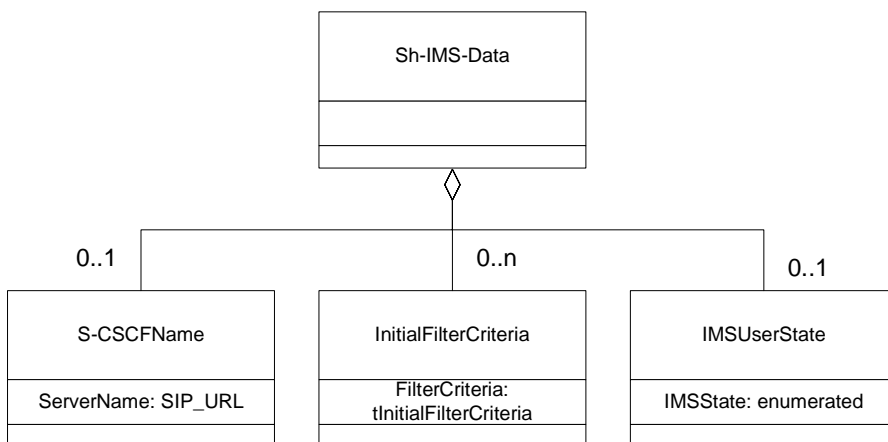 Sh-IMS-Data
0..1
0..n
0..1
S-CSCFName
InitialFilterCriteria
IMSUserState
ServerName: SIP_URL
FilterCriteria:
tInitialFilterCriteria
IMSState: enumerated